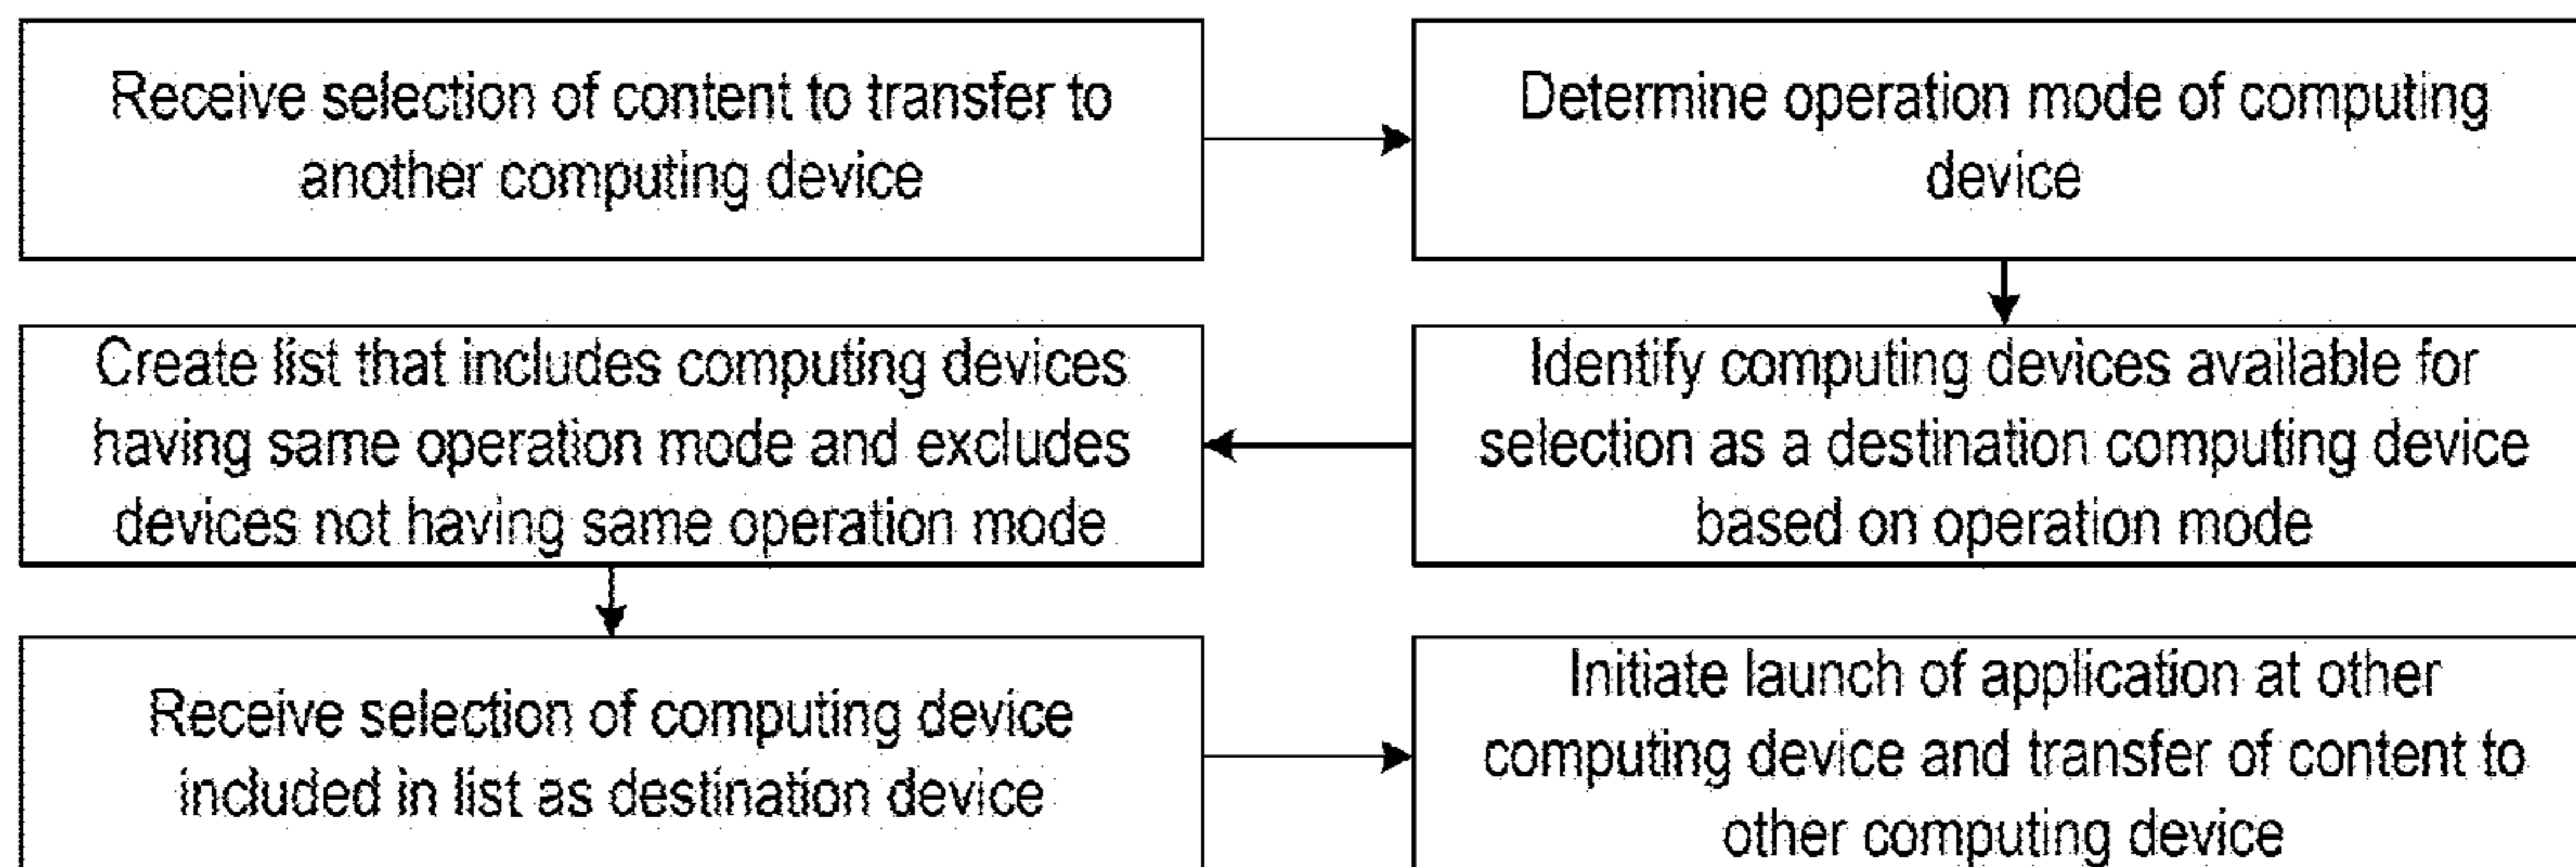 Receive selection of content to transfer to
another computing device
Determine operation mode of computing
device
Identify computing devices available for
selection as a destination computing device
based on operation mode
Create list that includes computing devices
having same operation mode and excludes
devices not having same operation mode
Receive selection of computing device
included in list as destination device
Initiate launch of application at other
computing device and transfer of content to
other computing device